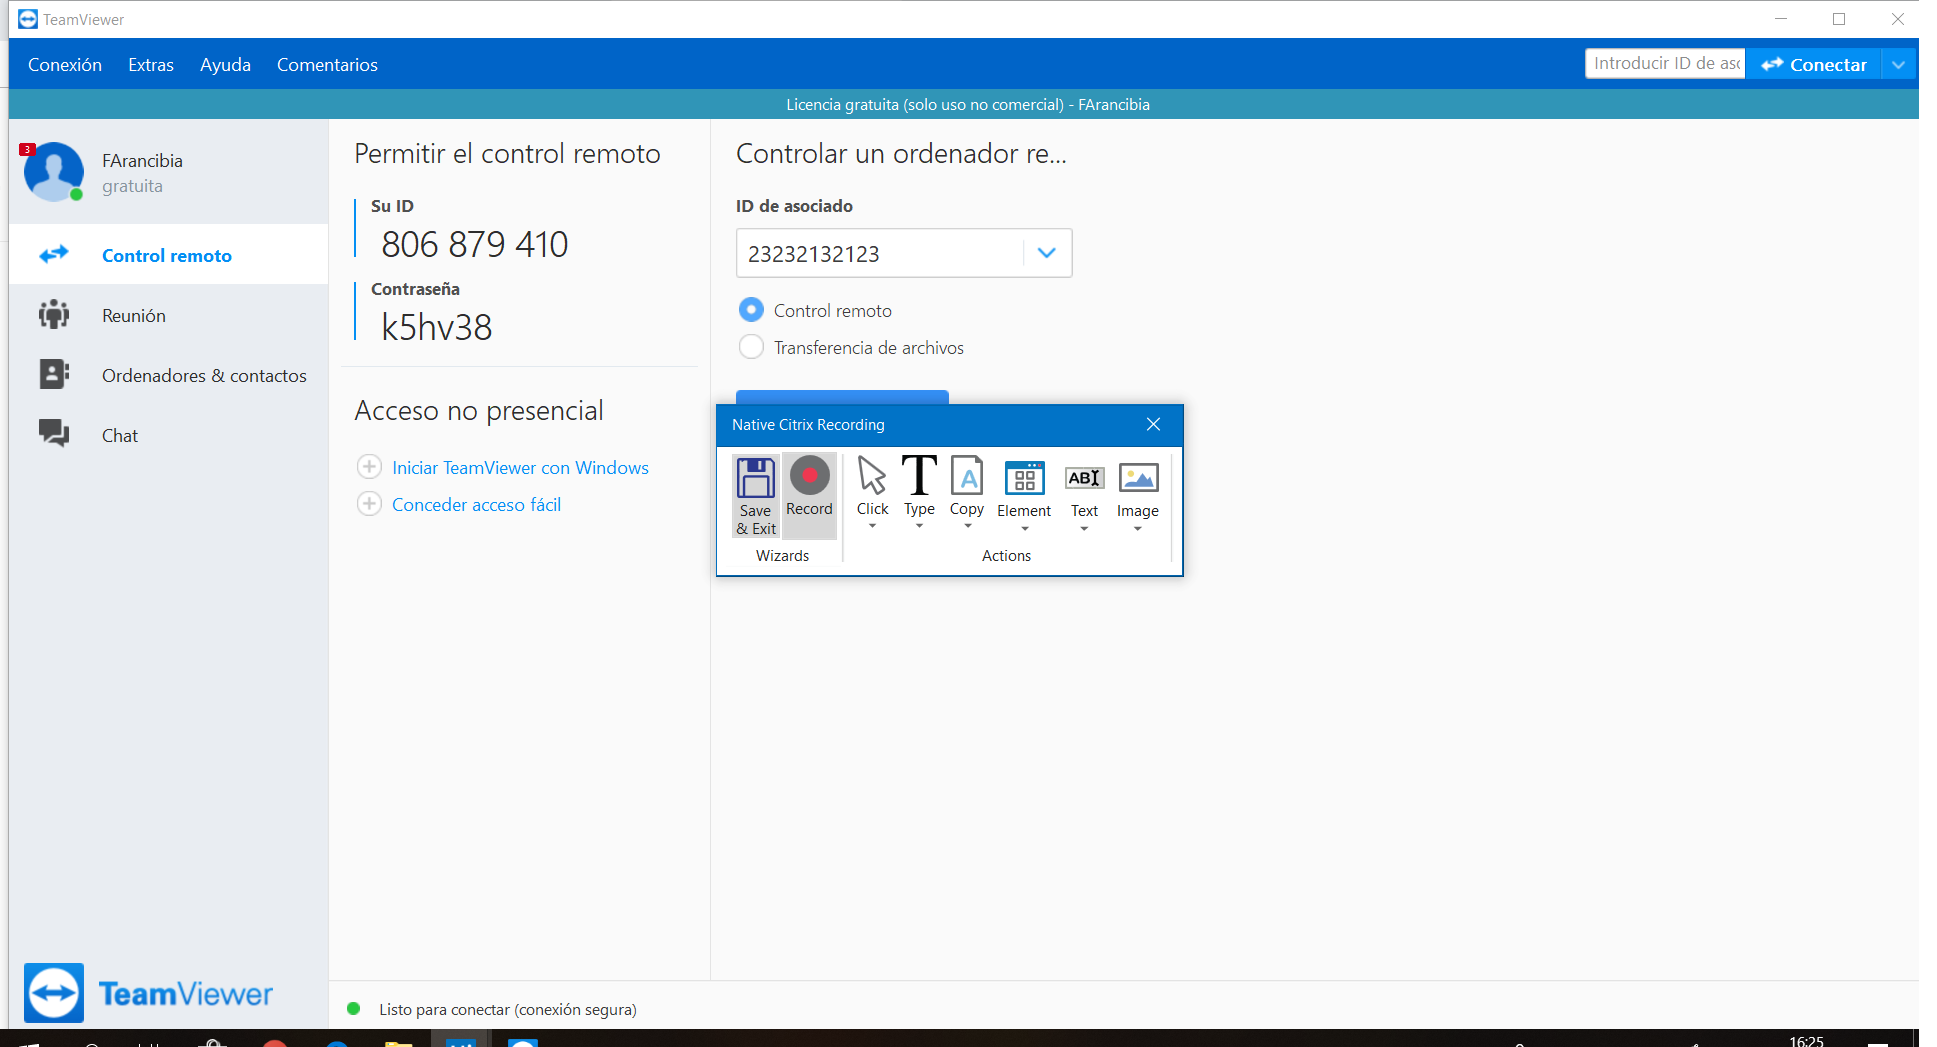 TeamViewer
Conexión Extras Ayuda Comentarios
Introducir ID de aso
Conectar
Licencia gratuita (solo uso no comercial) - FArancibia
3
FArancibia
gratuita
Control remoto
Reunión
Ordenadores & contactos
Chat
Permitir el control remoto
Su ID
806 879 410
Contraseña
k5hv38
Acceso no presencial
Iniciar TeamViewer con Windows
Conceder acceso fácil
Controlar un ordenador re...
ID de asociado
23232132123
Control remoto
Transferencia de archivos
Native Citrix Recording
Save & Exit
Record
Click
Type
A
Copy
Element
ABI
Text
Image
Wizards
Actions
TeamViewer
Listo para conectar (conexión segura)
16:25